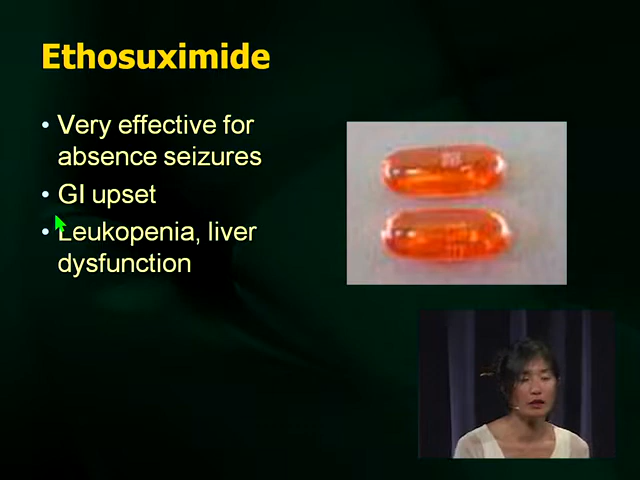 Ethosuximide
• Very effective for
absence seizures
• GI upset
• Leukopenia, liver
dysfunction